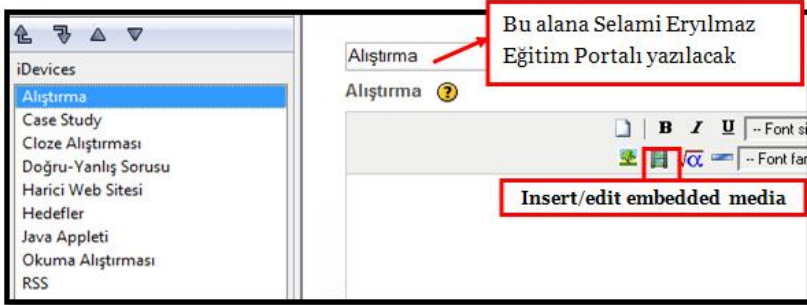 Bu alana Selami Eryılmaz
Eğitim Portalı yazılacak
iDevices
Alıştırma
Case Study
Cloze Alıştırması
Doğru-Yanlış Sorusu
Harici Web Sitesi
Hedefler
Java Appleti
Okuma Alıştırması
RSS
Alıştırma
Alıştırma ?
B I U -- Font si
√α -- Font far
Insert/edit embedded media